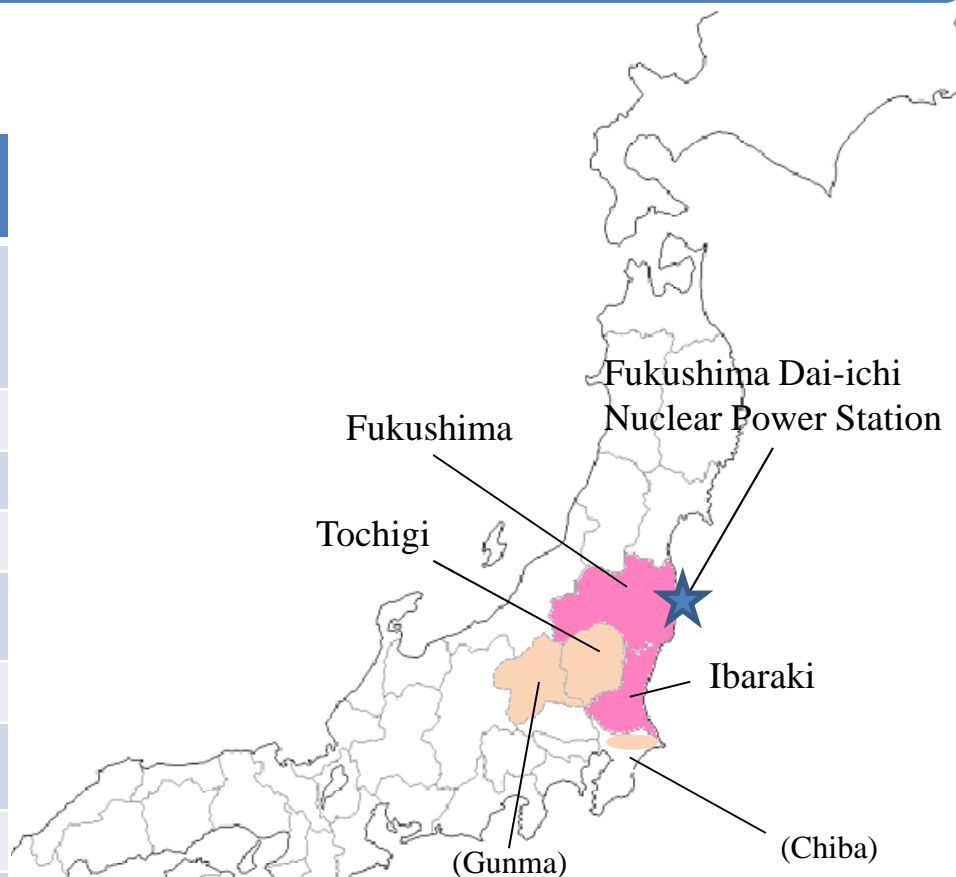 Fukushima Dai-ichi
Nuclear Power Station
Fukushima
Tochigi
Ibaraki
(Gunma)
(Chiba)